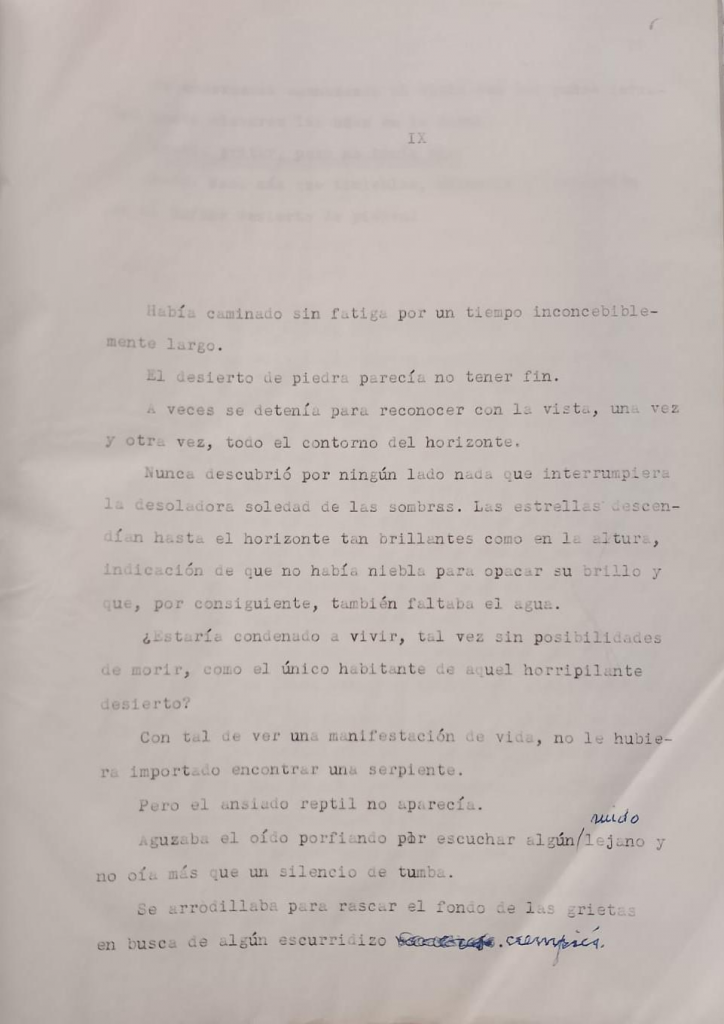 6
IX
Había caminado sin fatiga por un tiempo inconcebible-
mente largo.
El desierto de piedra parecía no tener fin.
A veces se detenía para reconocer con la vista, una vez
y otra vez, todo el contorno del horizonte.
Nunca descubrió por ningún lado nada que interrumpiera
la desoladora soledad de las sombras. Las estrellas descen-
dían hasta el horizonte tan brillantes como en la altura,
indicación de que no había niebla para opacar su brillo y
que, por consiguiente, también faltaba el agua.
¿Estaría condenado a vivir, tal vez sin posibilidades
de morir, como el único habitante de aquel horripilante
desierto?
Con tal de ver una manifestación de vida, no le hubie-
ra importado encontrar una serpiente.
Pero el ansiado reptil no aparecía.
ruido
Aguzaba el oído porfiando por escuchar algún/lejano y
no oía más que un silencio de tumba.
Se arrodillaba para rascar el fondo de las grietas
en busca de algún escurridizo . ciempiés.